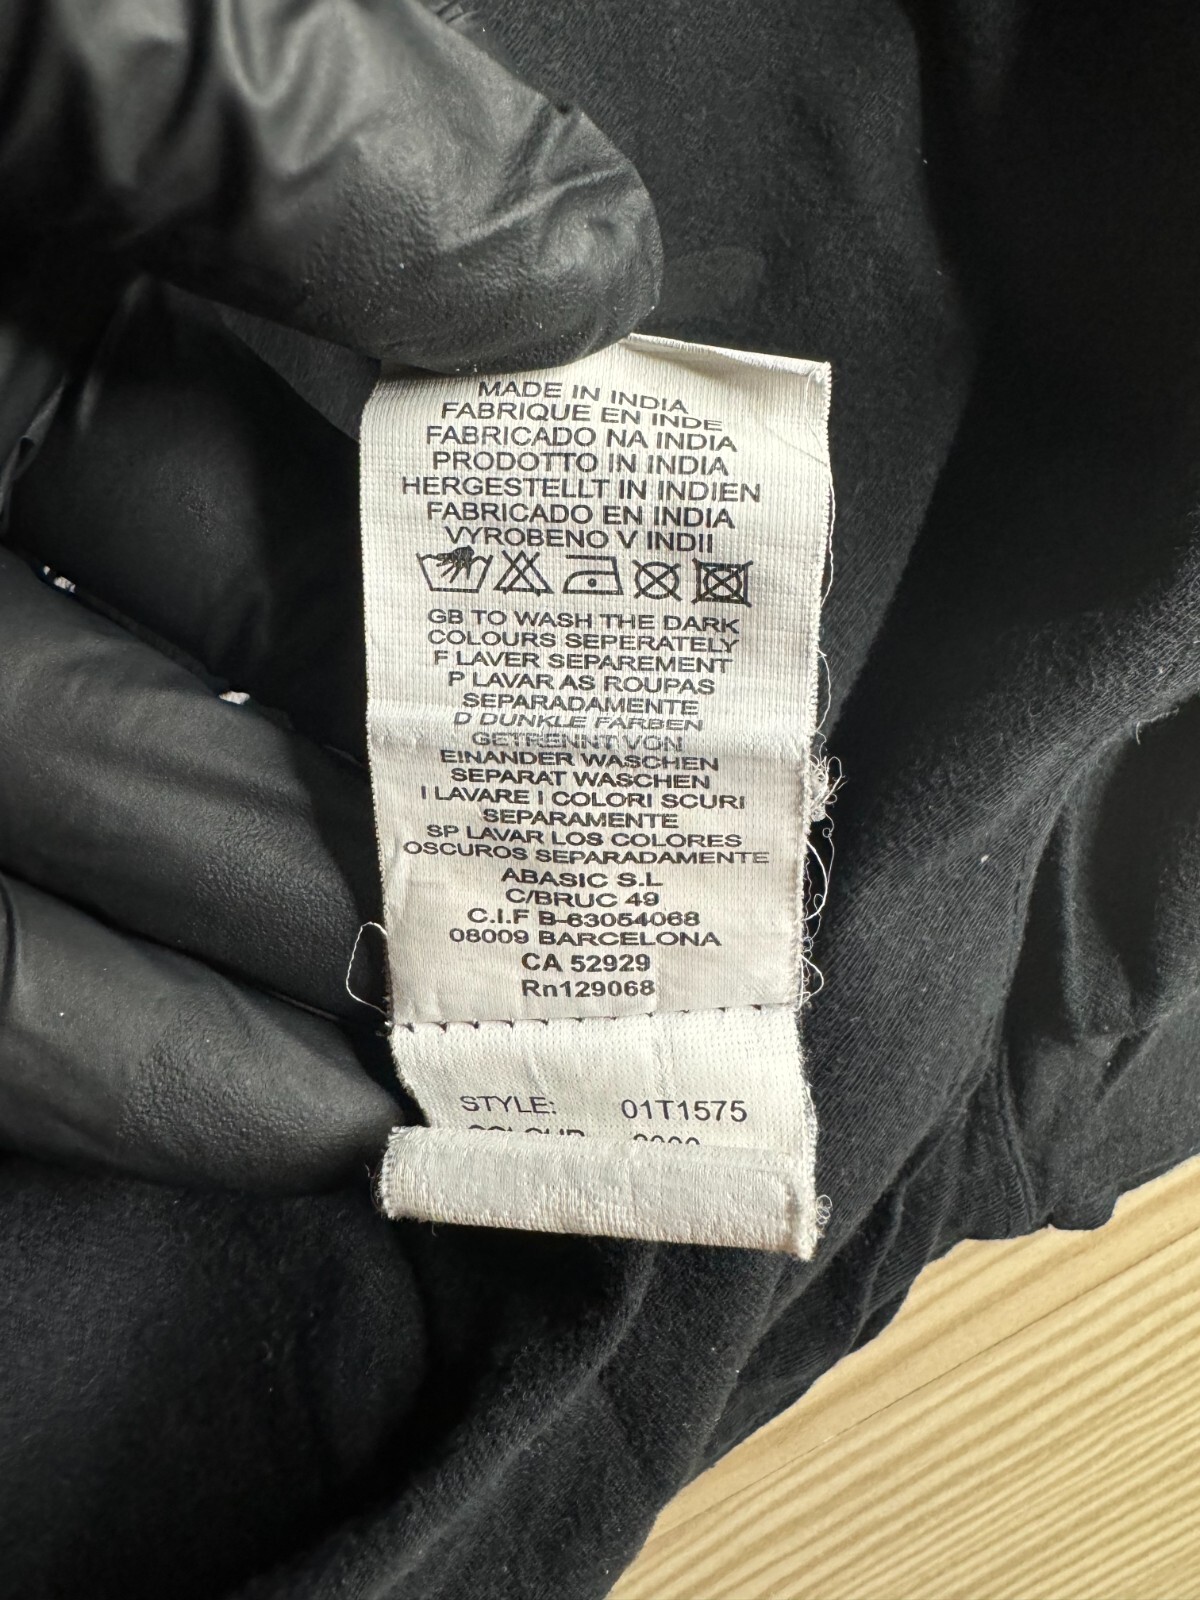 MADE IN INDIA
FABRIQUE EN INDE
FABRICADO NA INDIA
PRODOTTO IN INDIA
HERGESTELLT IN INDIEN
FABRICADO EN INDIA
VYROBENO V INDII
GB TO WASH THE DARK
COLOURS SEPERATELY
F LAVER SEPAREMENT
P LAVAR AS ROUPAS
SEPARADAMENTE
D DUNKLE FARBEN
GETRENNT VON
EINANDER WASCHEN
SEPARAT WASCHEN
I LAVARE I COLORI SCURI
SEPARAMENTE
SP LAVAR LOS COLORES
OSCUROS SEPARADAMENTE
ABASIC S.L
C/BRUC 49
C.I.F B-63054068
08009 BARCELONA
CA 52929
Rn129068
STYLE: 01T1575
COLOUR